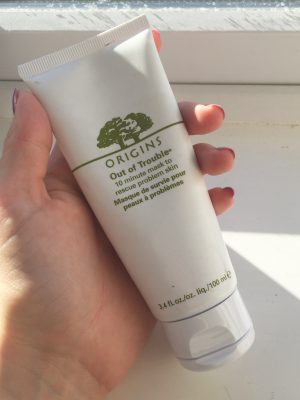 ORIGINS
Out of Trouble®
10 minute mask to
rescue problem skin
Masque de survie pour
peaux à problèmes
3.4 fl.oz./oz. liq./100 ml ℮